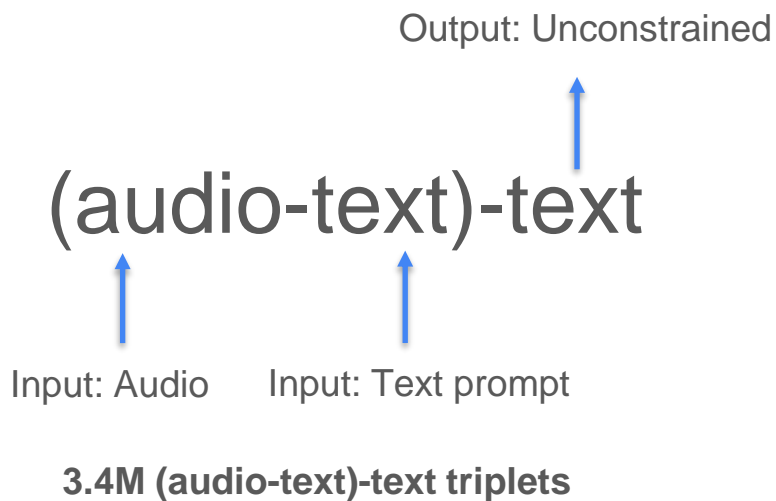 Output: Unconstrained
(audio-text)-text
Input: Audio
Input: Text prompt
3.4M (audio-text)-text triplets